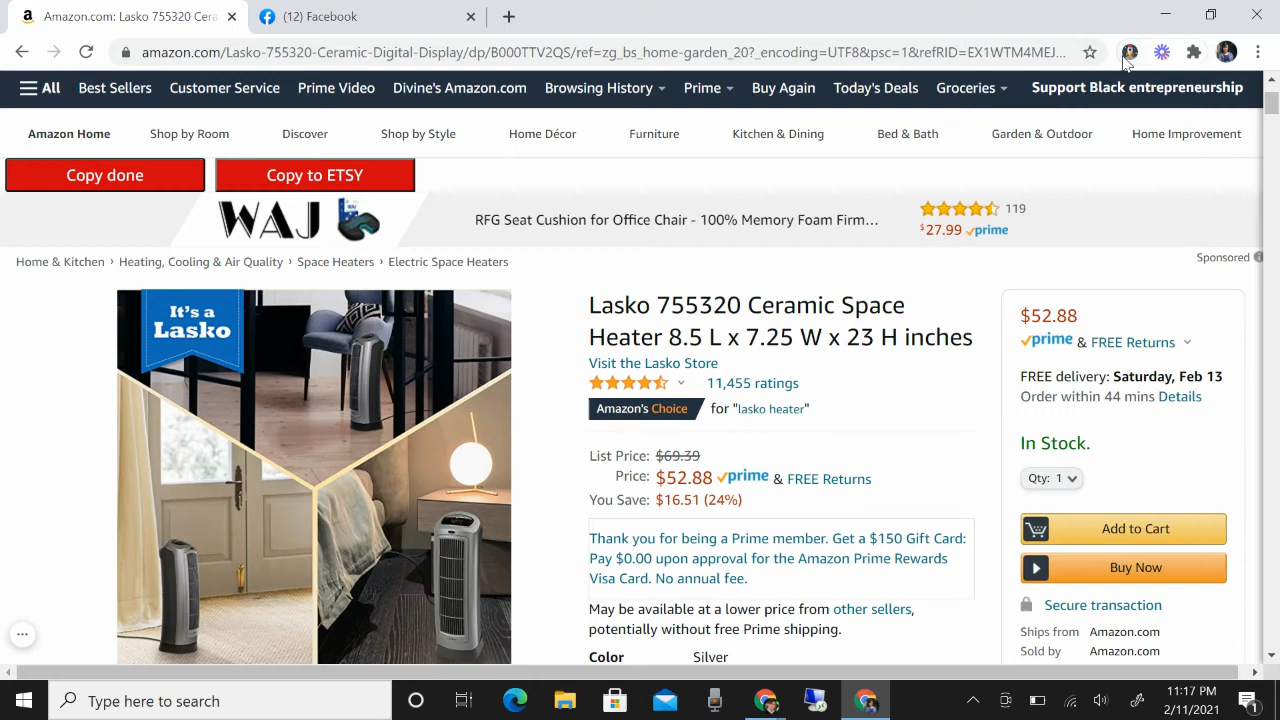 Amazon.com: Lasko 755320 Cera
(12) Facebook
amazon.com/Lasko-755320-Ceramic-Digital-Display/dp/B000TTV2QS/ref=zg_bs_home-garden_20?_encoding=UTF8&psc=1&refRID=EX1WTM4MEJ...
All
Best Sellers
Customer Service
Prime Video
Divine's Amazon.com
Browsing History
Prime
Buy Again
Today's Deals
Groceries
Support Black entrepreneurship
Amazon Home
Shop by Room
Discover
Shop by Style
Home Décor
Furniture
Kitchen & Dining
Bed & Bath
Garden & Outdoor
Home Improvement
Copy done
Copy to ETSY
WAJ
RFG Seat Cushion for Office Chair - 100% Memory Foam Firm…
119
$27.99 prime
Sponsored
Home & Kitchen › Heating, Cooling & Air Quality › Space Heaters › Electric Space Heaters
It's a
Lasko
Lasko 755320 Ceramic Space
Heater 8.5 L x 7.25 W x 23 H inches
Visit the Lasko Store
11,455 ratings
Amazon's Choice for "lasko heater"
List Price: $69.39
Price: $52.88 prime & FREE Returns
You Save: $16.51 (24%)
Thank you for being a Prime member. Get a $150 Gift Card:
Pay $0.00 upon approval for the Amazon Prime Rewards
Visa Card. No annual fee.
May be available at a lower price from other sellers,
potentially without free Prime shipping.
Color Silver
$52.88
prime & FREE Returns
FREE delivery: Saturday, Feb 13
Order within 44 mins Details
In Stock.
Qty: 1
Add to Cart
Buy Now
Secure transaction
Ships from Amazon.com
Sold by Amazon.com
Type here to search
11:17 PM
2/11/2021
1